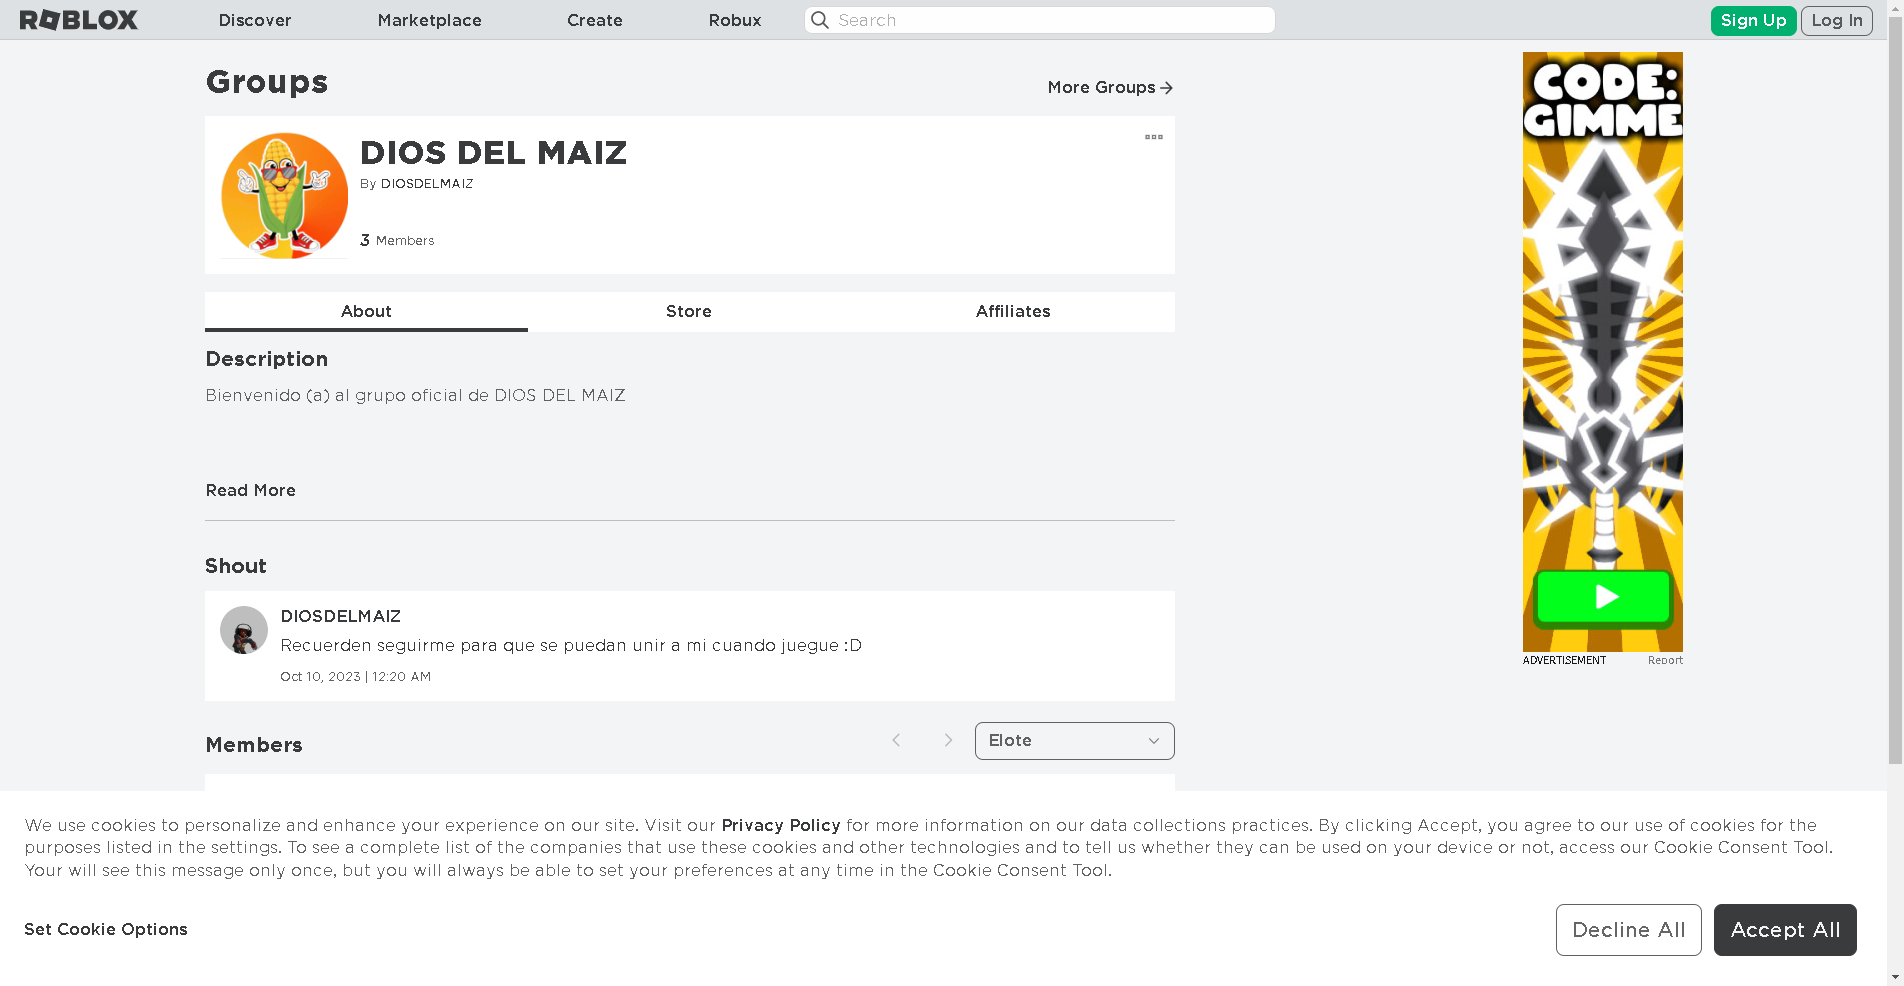 ROBLOX
Discover
Marketplace
Create
Robux
Search
Sign Up
Log In
Groups
More Groups
DIOS DEL MAIZ
By DIOSDELMAIZ
3 Members
About
Store
Affiliates
Description
Bienvenido (a) al grupo oficial de DIOS DEL MAIZ
Read More
Shout
DIOSDELMAIZ
Recuerden seguirme para que se puedan unir a mi cuando juegue :D
Oct 10, 2023 | 12:20 AM
Members
Elote
CODE:
GIMME
ADVERTISEMENT
Report
We use cookies to personalize and enhance your experience on our site. Visit our Privacy Policy for more information on our data collections practices. By clicking Accept, you agree to our use of cookies for the
purposes listed in the settings. To see a complete list of the companies that use these cookies and other technologies and to tell us whether they can be used on your device or not, access our Cookie Consent Tool.
Your will see this message only once, but you will always be able to set your preferences at any time in the Cookie Consent Tool.
Set Cookie Options
Decline All
Accept All